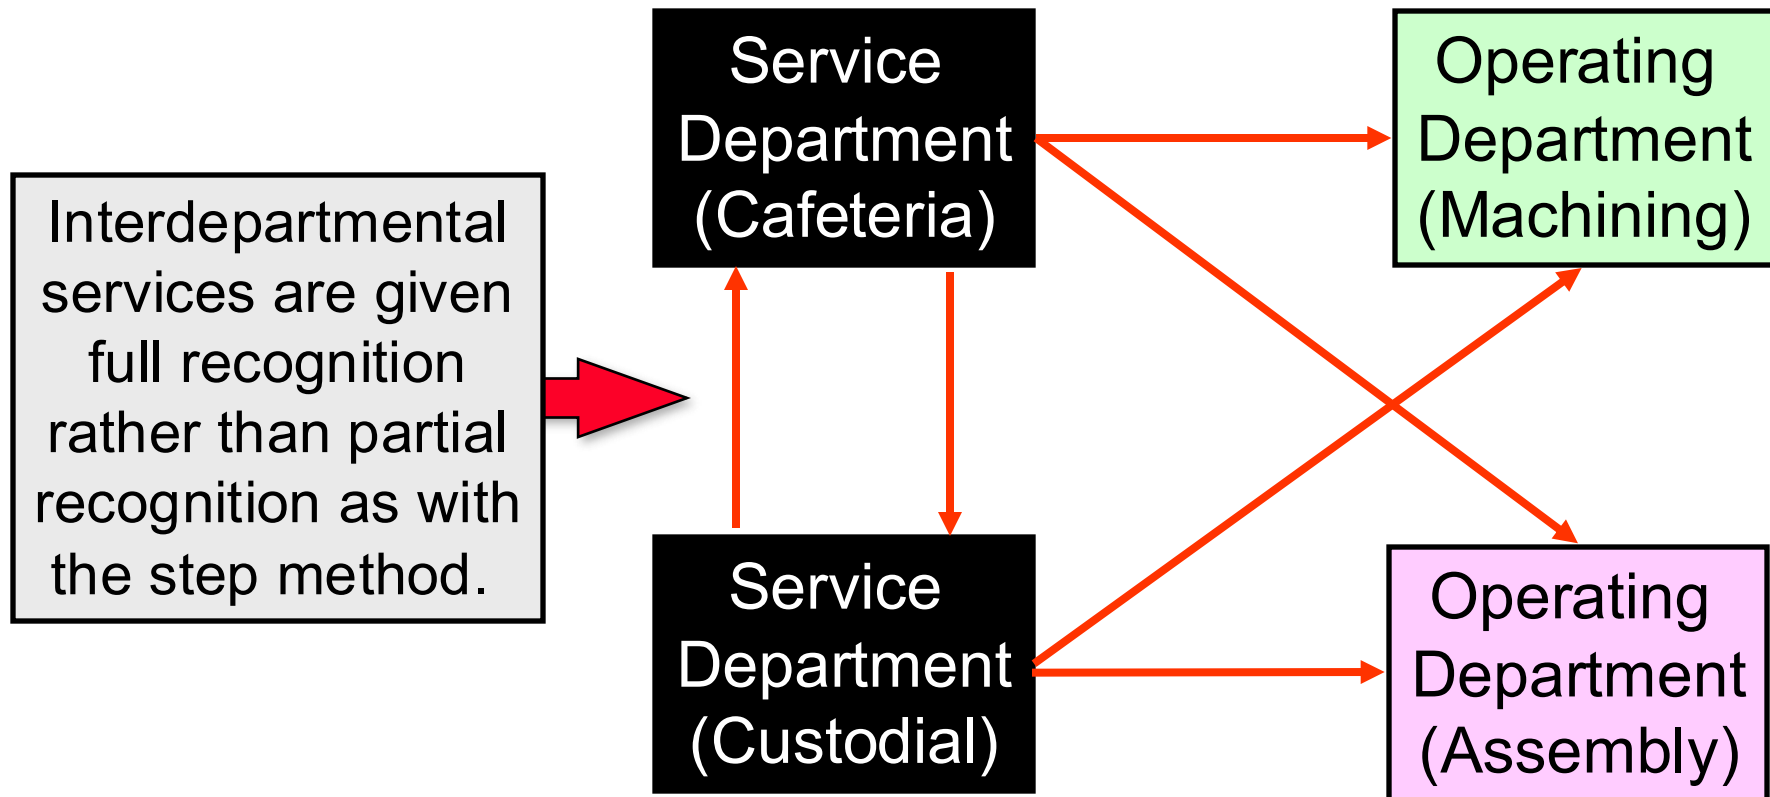 Interdepartmental
services are given
full recognition
rather than partial
recognition as with
the step method.
Service
Department
(Cafeteria)
Operating
Department
(Machining)
Service
Department
(Custodial)
Operating
Department
(Assembly)